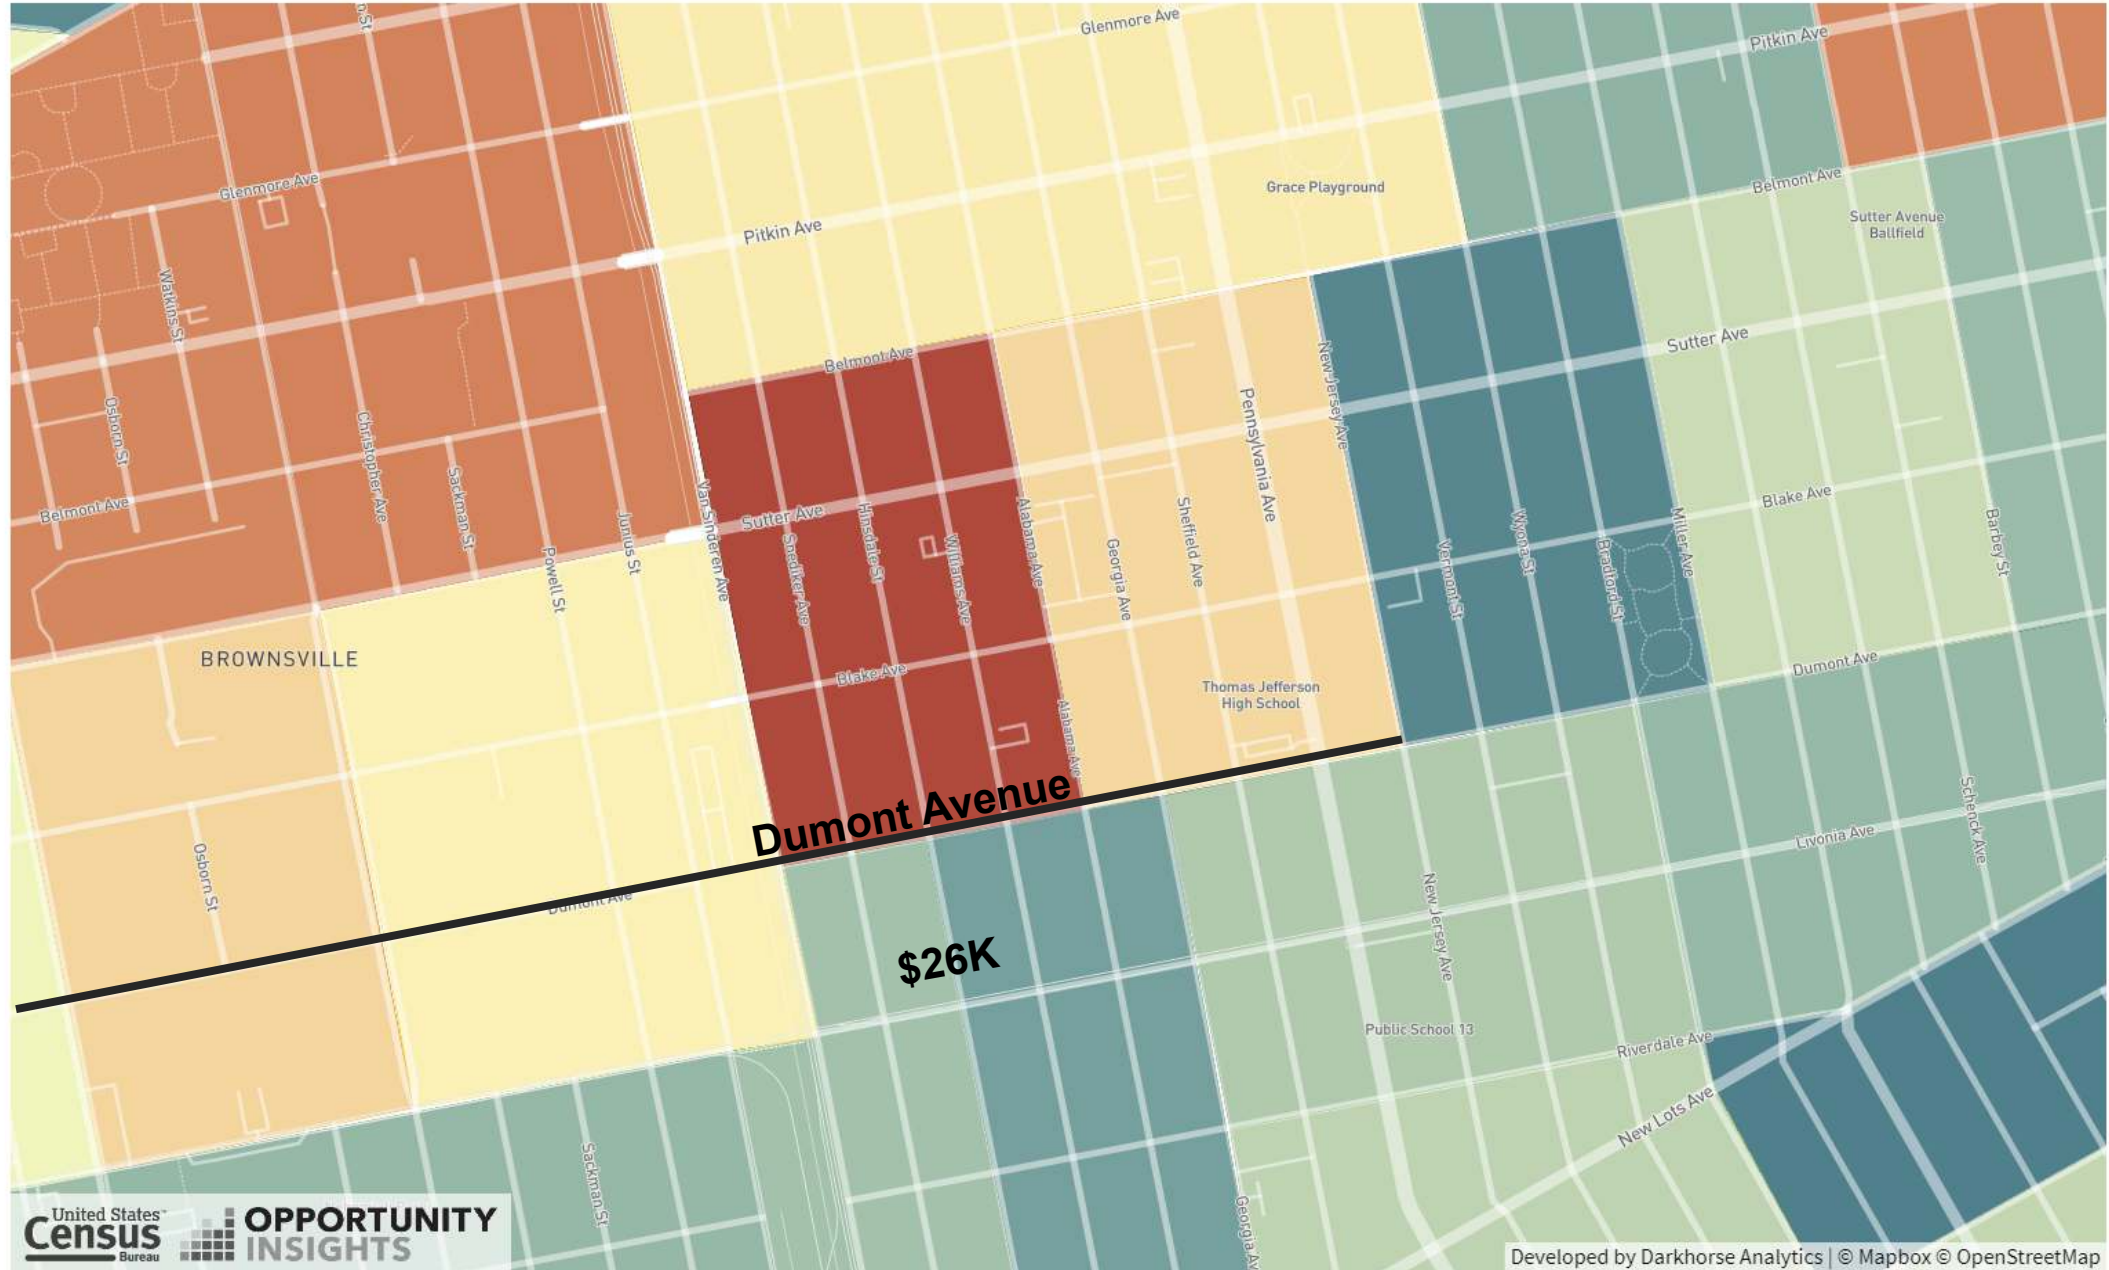 Glenmore Ave
Pitkin Ave
Glenmore Ave
Grace Playground
Belmont Ave
Sutter Avenue
Ballfield
Pitkin Ave
Watkins St
Belmont Ave
Sutter Ave
New Jersey Ave
Pennsylvania Ave
Osborn St
Christopher Ave
Sackman St
Belmont Ave
Junius St
Powell St
Van Sinderen Ave
Sutter Ave
Snediker Ave
Hinsdale St
Williams Ave
Alabama Ave
Georgia Ave
Sheffield Ave
Vermont St
Wyona St
Bradford St
Miller Ave
Blake Ave
Barbey St
BROWNSVILLE
Blake Ave
Thomas Jefferson
High School
Dumont Ave
Alabama Ave
Dumont Avenue
Osborn St
Dumont Ave
$26K
New Jersey Ave
Livonia Ave
Schenck Ave
Public School 13
Riverdale Ave
New Lots Ave
Sackman St
Georgia Av
United States™
Census
Bureau
OPPORTUNITY
INSIGHTS
Developed by Darkhorse Analytics | © Mapbox © OpenStreetMap